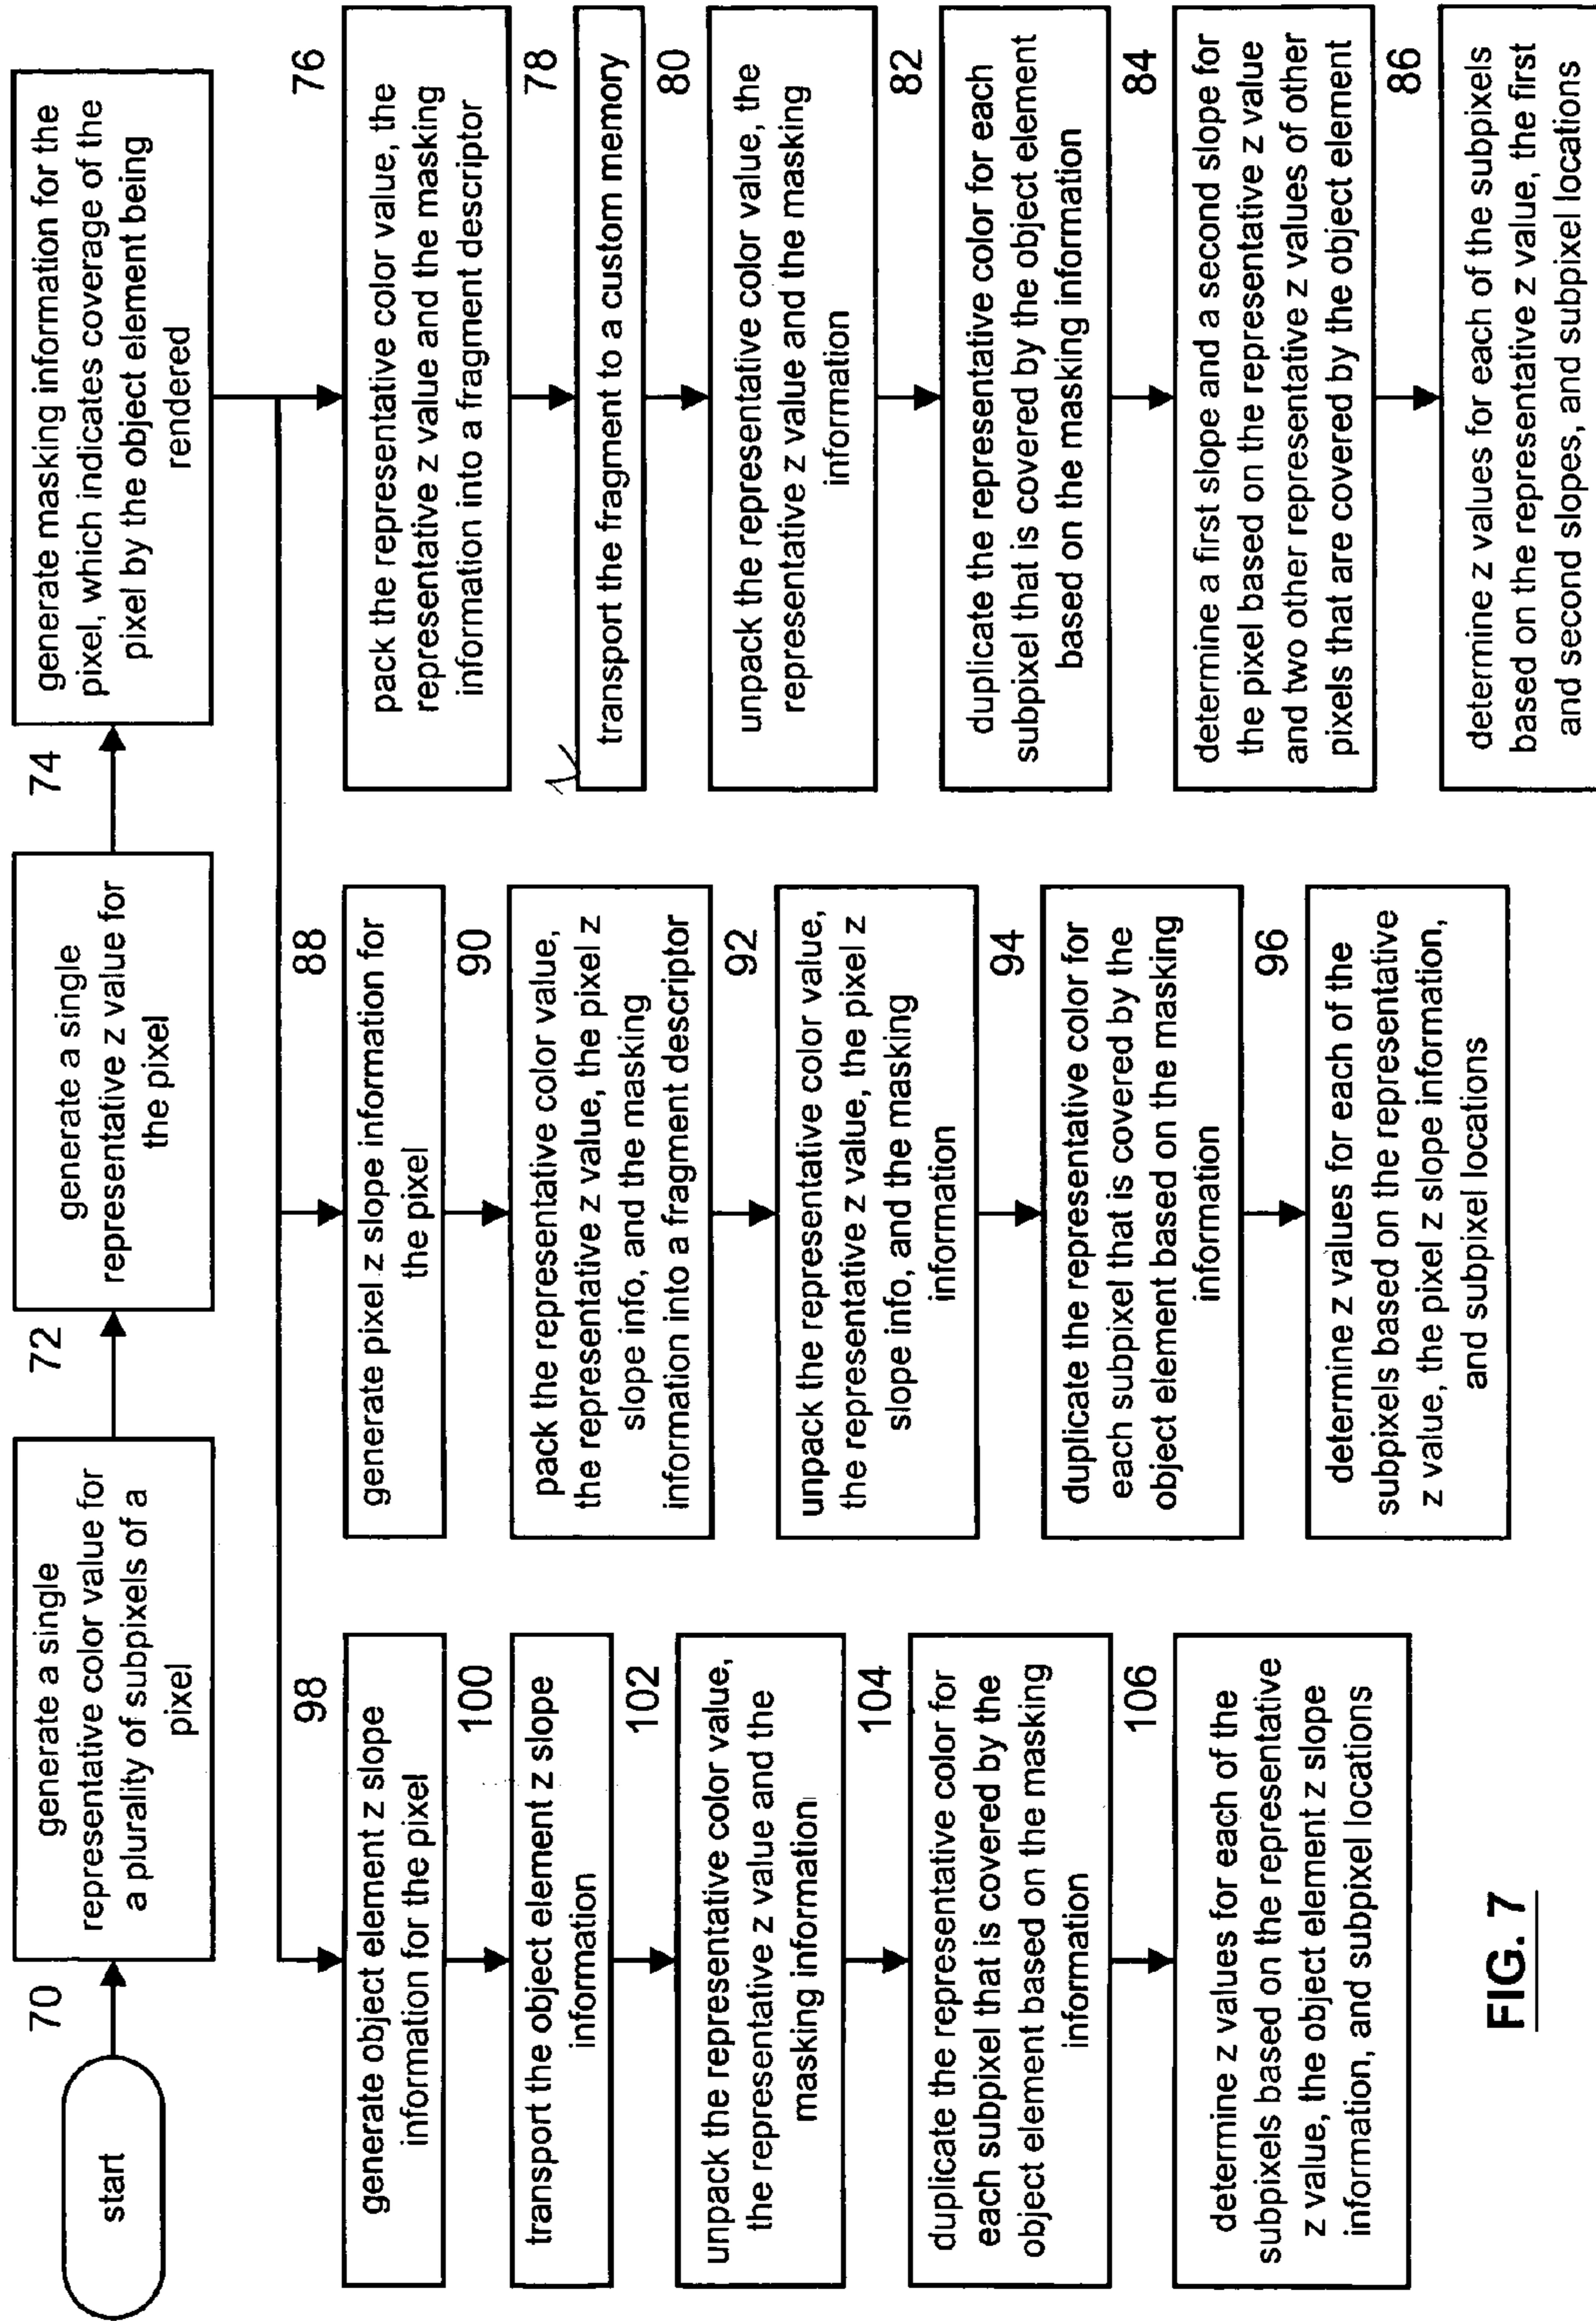 start
70
generate a single
representative color value for
a plurality of subpixels of a
pixel
72
generate a single
representative z value for
the pixel
74
generate masking information for the
pixel, which indicates coverage of the
pixel by the object element being
rendered
98
generate object element z slope
information for the pixel
100
transport the object element z slope
information
102
unpack the representative color value,
the representative z value and the
masking information
104
duplicate the representative color for
each subpixel that is covered by the
object element based on the masking
information
106
determine z values for each of the
subpixels based on the representative
z value, the object element z slope
information, and subpixel locations
88
generate pixel z slope information for
the pixel
90
pack the representative color value,
the representative z value, the pixel z
slope info, and the masking
information into a fragment descriptor
92
unpack the representative color value,
the representative z value, the pixel z
slope info, and the masking
information
94
duplicate the representative color for
each subpixel that is covered by the
object element based on the masking
information
96
determine z values for each of the
subpixels based on the representative
z value, the pixel z slope information,
and subpixel locations
76
pack the representative color value, the
representative z value and the masking
information into a fragment descriptor
78
transport the fragment to a custom memory
80
unpack the representative color value, the
representative z value and the masking
information
82
duplicate the representative color for each
subpixel that is covered by the object element
based on the masking information
84
determine a first slope and a second slope for
the pixel based on the representative z value
and two other representative z values of other
pixels that are covered by the object element
86
determine z values for each of the subpixels
based on the representative z value, the first
and second slopes, and subpixel locations
FIG. 7